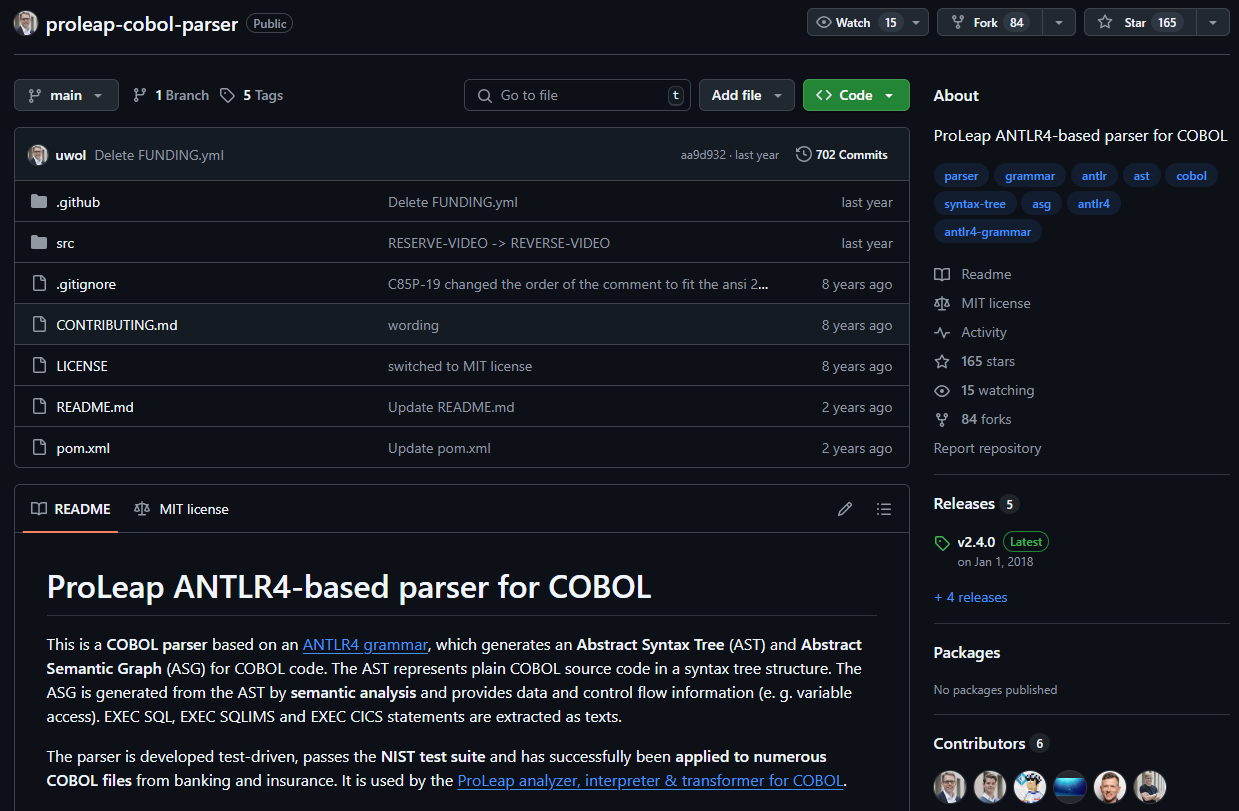 proleap-cobol-parser Public
Watch 15 Fork 84 Star 165
main 1 Branch 5 Tags
Go to file t Add file Code
uwol Delete FUNDING.yml aa9d932 · last year 702 Commits
.github Delete FUNDING.yml last year
src RESERVE-VIDEO -> REVERSE-VIDEO last year
.gitignore C85P-19 changed the order of the comment to fit the ansi 2... 8 years ago
CONTRIBUTING.md wording 8 years ago
LICENSE switched to MIT license 8 years ago
README.md Update README.md 2 years ago
pom.xml Update pom.xml 2 years ago
README MIT license
ProLeap ANTLR4-based parser for COBOL
This is a COBOL parser based on an ANTLR4 grammar, which generates an Abstract Syntax Tree (AST) and Abstract
Semantic Graph (ASG) for COBOL code. The AST represents plain COBOL source code in a syntax tree structure. The
ASG is generated from the AST by semantic analysis and provides data and control flow information (e. g. variable
access). EXEC SQL, EXEC SQLIMS and EXEC CICS statements are extracted as texts.
The parser is developed test-driven, passes the NIST test suite and has successfully been applied to numerous
COBOL files from banking and insurance. It is used by the ProLeap analyzer, interpreter & transformer for COBOL.
About
ProLeap ANTLR4-based parser for COBOL
parser grammar antlr ast cobol
syntax-tree asg antlr4
antlr4-grammar
Readme
MIT license
Activity
165 stars
15 watching
84 forks
Report repository
Releases 5
v2.4.0 Latest
on Jan 1, 2018
+ 4 releases
Packages
No packages published
Contributors 6